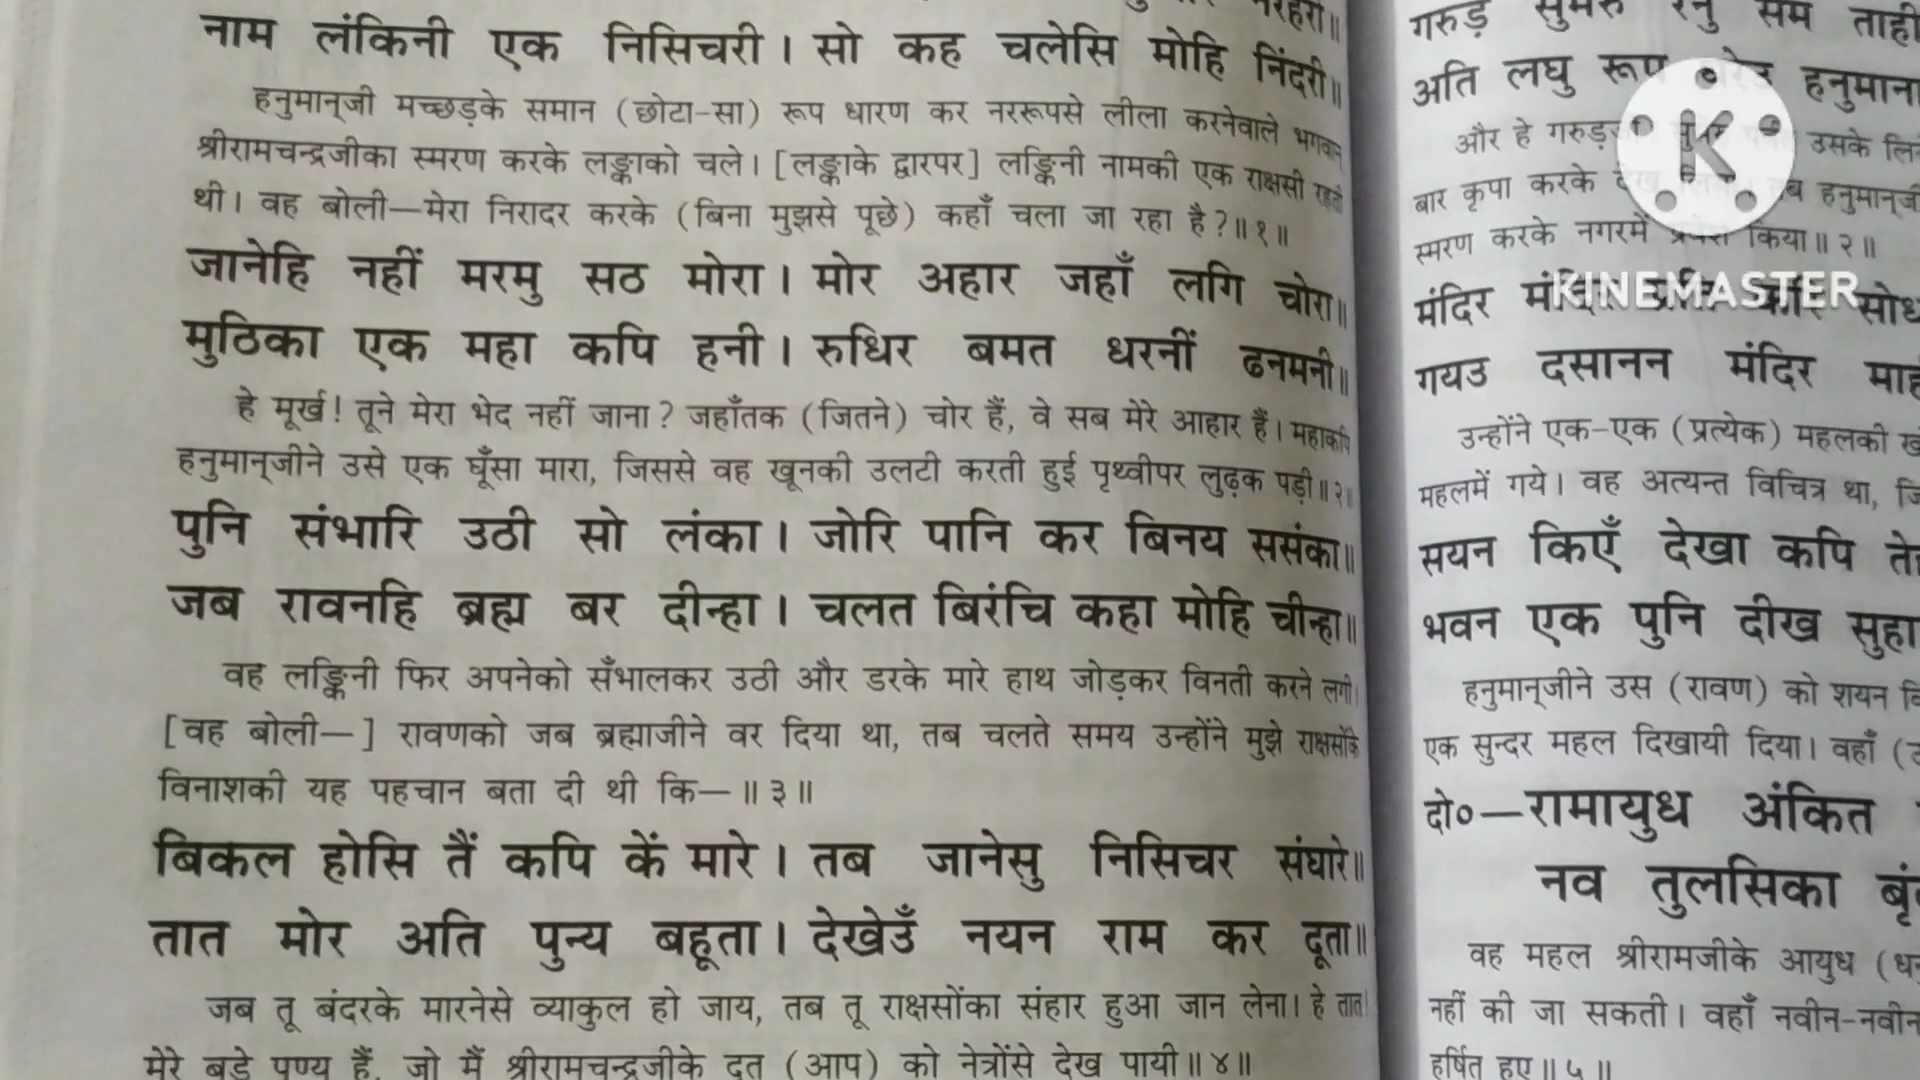 नरहरी॥
नाम लंकिनी एक निसिचरी। सो कह चलेसि मोहि निंदरी॥
हनुमान्‌जी मच्छड़के समान (छोटा-सा) रूप धारण कर नररूपसे लीला करनेवाले भगवान्
श्रीरामचन्द्रजीका स्मरण करके लङ्काको चले। [लङ्काके द्वारपर] लङ्किनी नामकी एक राक्षसी रहती
थी। वह बोली—मेरा निरादर करके (बिना मुझसे पूछे) कहाँ चला जा रहा है?॥१॥
जानेहि नहीं मरमु सठ मोरा। मोर अहार जहाँ लगि चोरा॥
मुठिका एक महा कपि हनी। रुधिर बमत धरनीं ढनमनी॥
हे मूर्ख! तूने मेरा भेद नहीं जाना? जहाँतक (जितने) चोर हैं, वे सब मेरे आहार हैं। महाकपि
हनुमान्‌जीने उसे एक घूँसा मारा, जिससे वह खूनकी उलटी करती हुई पृथ्वीपर लुढ़क पड़ी॥२॥
पुनि संभारि उठी सो लंका। जोरि पानि कर बिनय ससंका॥
जब रावनहि ब्रह्म बर दीन्हा। चलत बिरंचि कहा मोहि चीन्हा॥
वह लङ्किनी फिर अपनेको सँभालकर उठी और डरके मारे हाथ जोड़कर विनती करने लगी।
[वह बोली—] रावणको जब ब्रह्माजीने वर दिया था, तब चलते समय उन्होंने मुझे राक्षसोंके
विनाशकी यह पहचान बता दी थी कि—॥३॥
बिकल होसि तैं कपि कें मारे। तब जानेसु निसिचर संघारे॥
तात मोर अति पुन्य बहूता। देखेउँ नयन राम कर दूता॥
जब तू बंदरके मारनेसे व्याकुल हो जाय, तब तू राक्षसोंका संहार हुआ जान लेना। हे तात!
मेरे बड़े पुण्य हैं, जो मैं श्रीरामचन्द्रजीके दूत (आप) को नेत्रोंसे देख पायी॥४॥
गरुड़ सुमेरु रेनु सम ताही
अति लघु रूप धरेउ हनुमाना
और हे गरुड़जी उसके लिये
बार कृपा करके देख लिया। तब हनुमान्‌जी
स्मरण करके नगरमें प्रवेश किया॥२॥
मंदिर मंदिर प्रति करि सोध
गयउ दसानन मंदिर माह
उन्होंने एक-एक (प्रत्येक) महलकी
महलमें गये। वह अत्यन्त विचित्र था,
सयन किएँ देखा कपि ते
भवन एक पुनि दीख सुहा
हनुमान्‌जीने उस (रावण) को शयन
एक सुन्दर महल दिखायी दिया। वहाँ
दो०—रामायुध अंकित
नव तुलसिका बृं
वह महल श्रीरामजीके आयुध
नहीं की जा सकती। वहाँ नवीन-नवीन
हर्षित हुए॥५॥
K
KINEMASTER